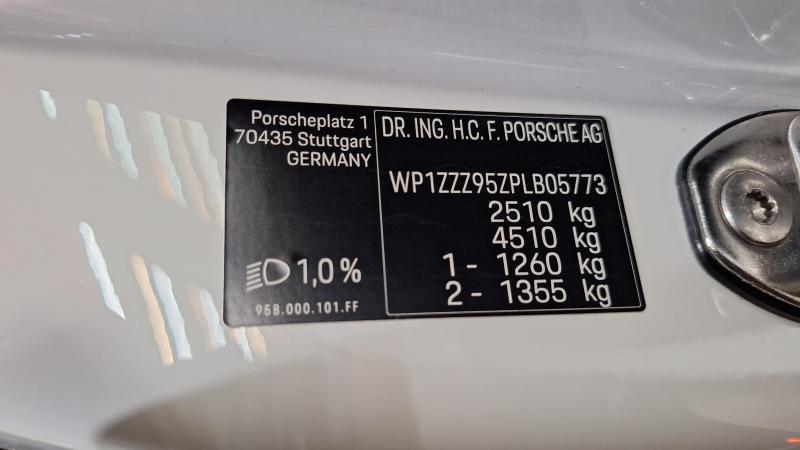 Porscheplatz 1
70435 Stuttgart
GERMANY
DR. ING. H.C. F. PORSCHE AG
WP1ZZZ95ZPLB05773
2510 kg
4510 kg
1 - 1260 kg
2 - 1355 kg
1,0 %
95B.000.101.FF